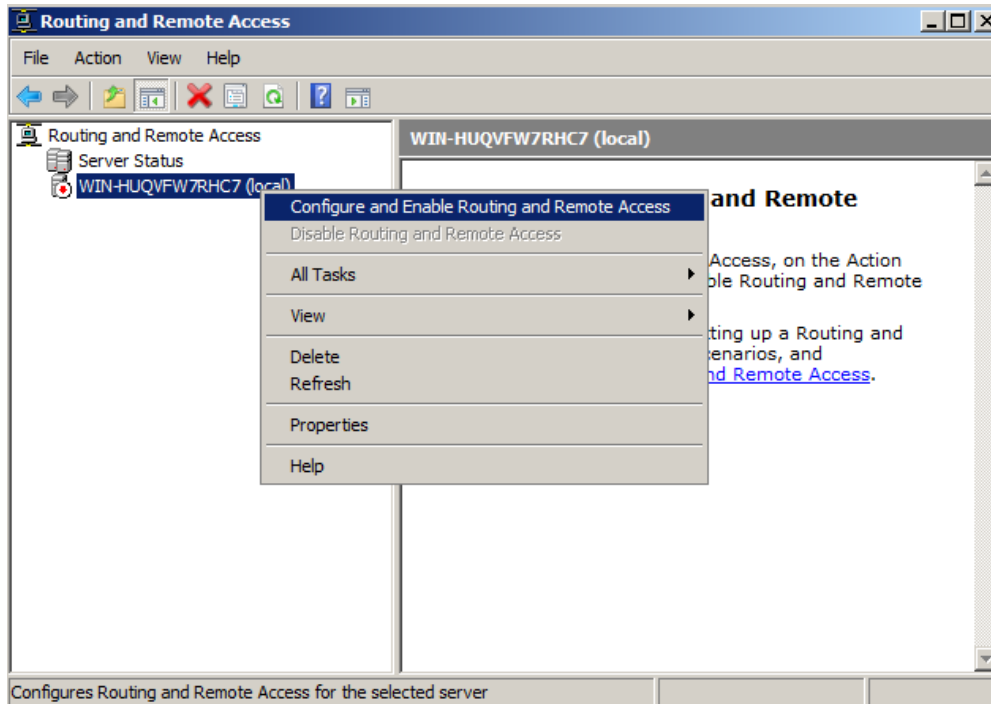 Routing and Remote Access
File Action View Help
Routing and Remote Access
Server Status
WIN-HUQVFW7RHC7 (local)
WIN-HUQVFW7RHC7 (local)
Configure and Enable Routing and Remote Access
Disable Routing and Remote Access
All Tasks
View
Delete
Refresh
Properties
Help
and Remote
Access, on the Action
ble Routing and Remote
ting up a Routing and
cenarios, and
nd Remote Access.
Configures Routing and Remote Access for the selected server